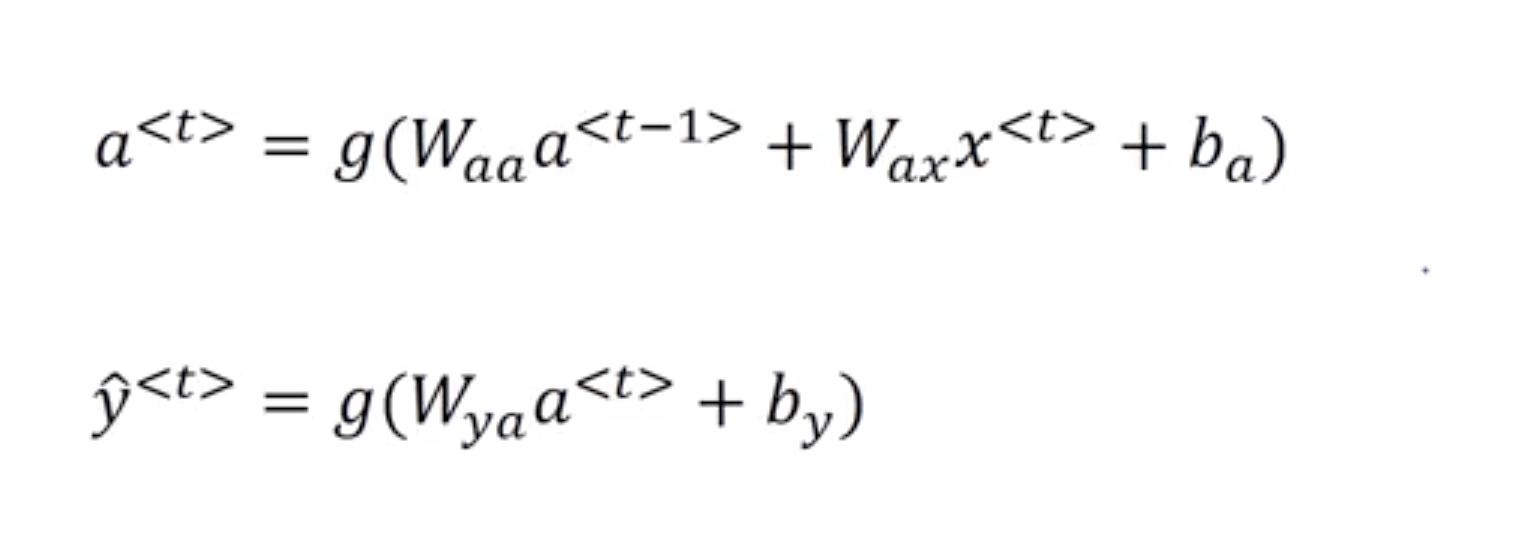 a^{<t>} = g(W_{aa}a^{<t−1>} + W_{ax}x^{<t>} + b_a)
ŷ^{<t>} = g(W_{ya}a^{<t>} + b_y)